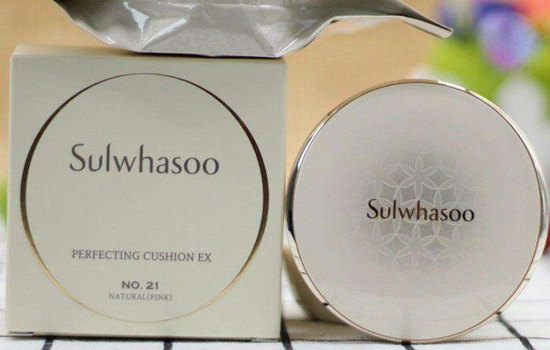 Sulwhasoo
PERFECTING CUSHION EX
NO. 21
NATURAL(PINK)
Sulwhasoo